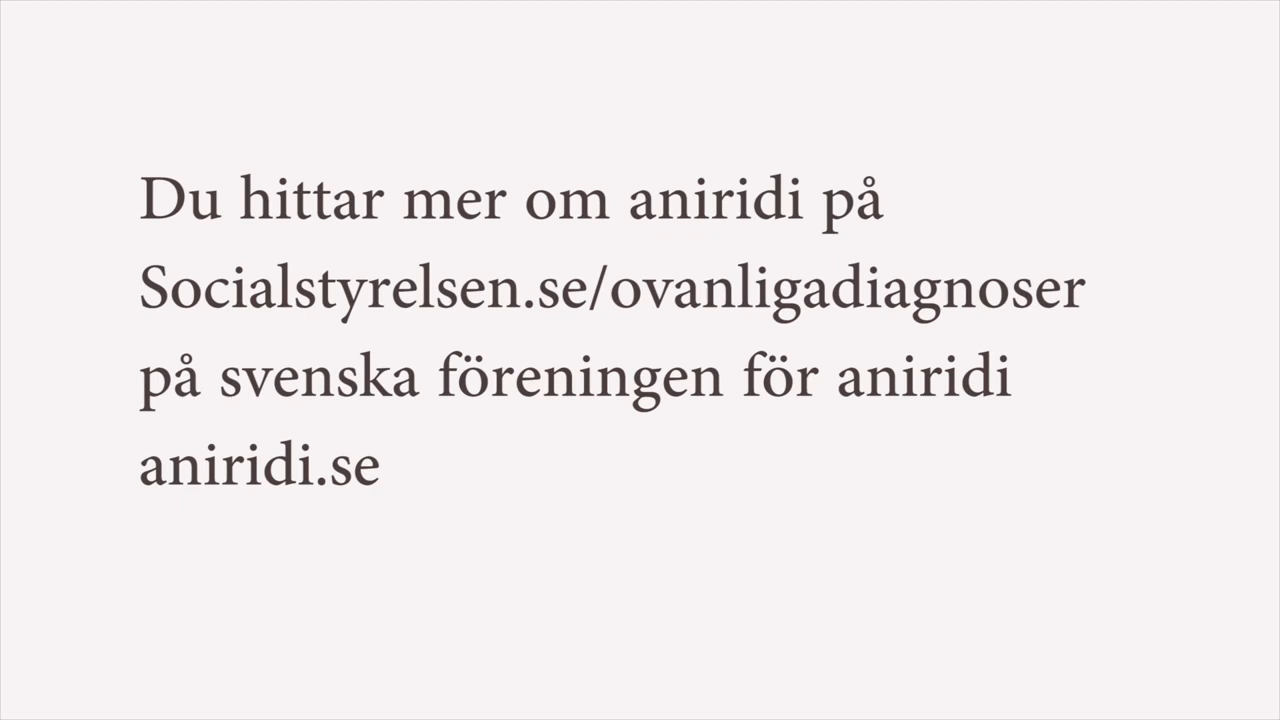 Du hittar mer om aniridi på
Socialstyrelsen.se/ovanligadiagnoser
på svenska föreningen för aniridi
aniridi.se